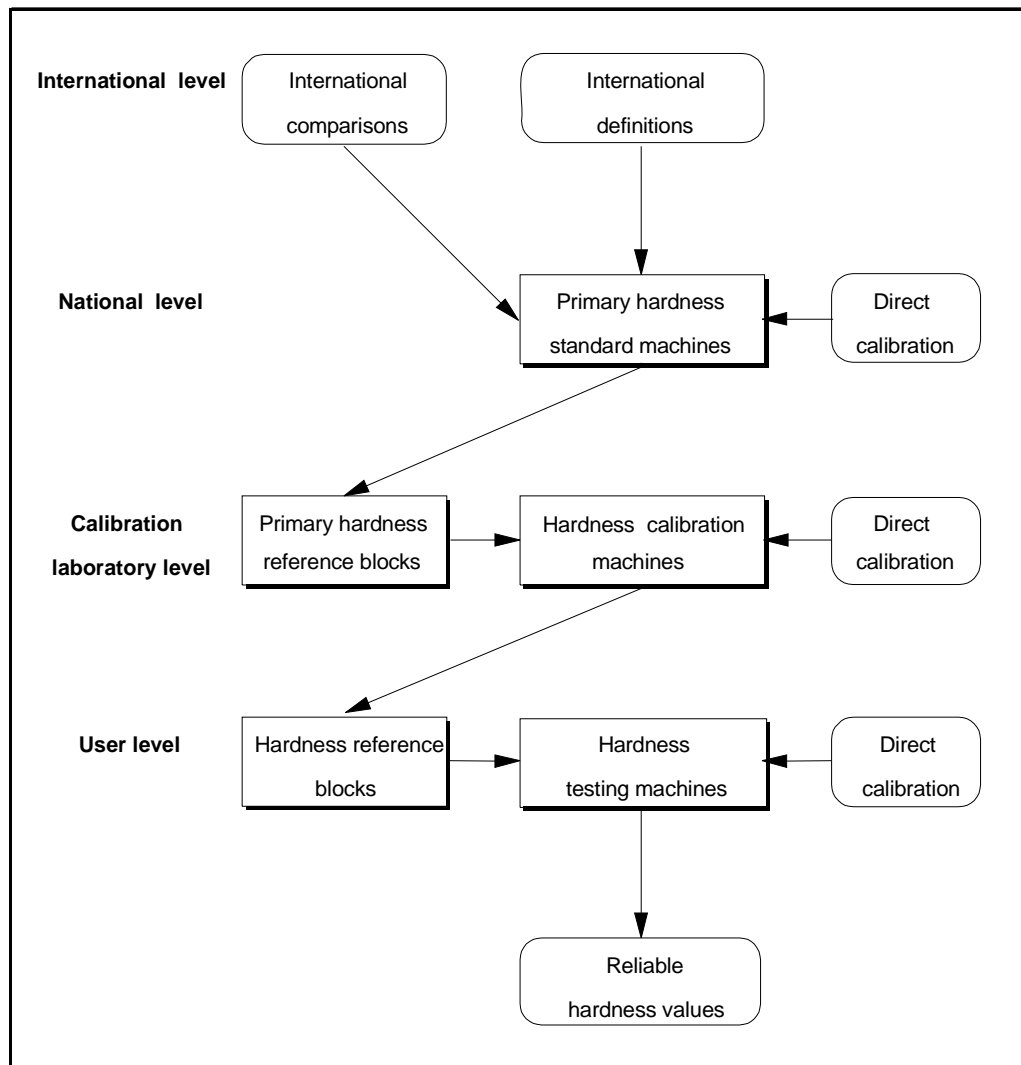 International level
International
comparisons
International
definitions
National level
Primary hardness
standard machines
Direct
calibration
Calibration
laboratory level
Primary hardness
reference blocks
Hardness calibration
machines
Direct
calibration
User level
Hardness reference
blocks
Hardness
testing machines
Direct
calibration
Reliable
hardness values